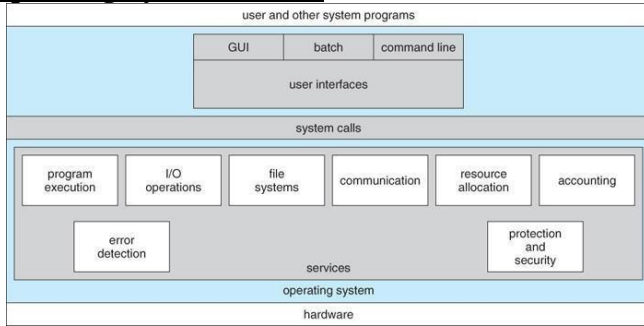 user and other system programs
GUI
batch
command line
user interfaces
system calls
program
execution
I/O
operations
file
systems
communication
resource
allocation
accounting
error
detection
protection
and
security
services
operating system
hardware